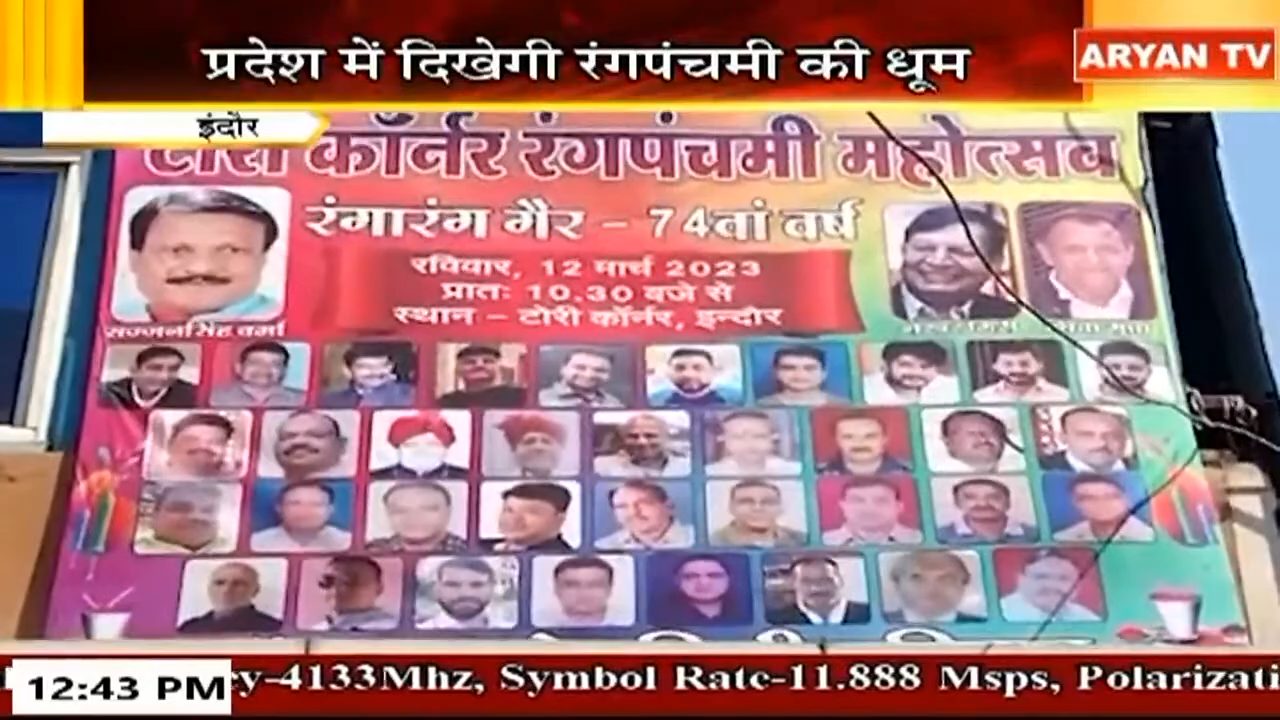 प्रदेश में दिखेगी रंगपंचमी की धूम
ARYAN TV
इंदौर
टोरी कॉर्नर रंगपंचमी महोत्सव
रंगारंग गैर - 74वां वर्ष
रविवार, 12 मार्च 2023
प्रातः 10.30 बजे से
स्थान - टोरी कॉर्नर, इन्दौर
सज्जनसिंह वर्मा
12:43 PM
cy-4133Mhz, Symbol Rate-11.888 Msps, Polarizati